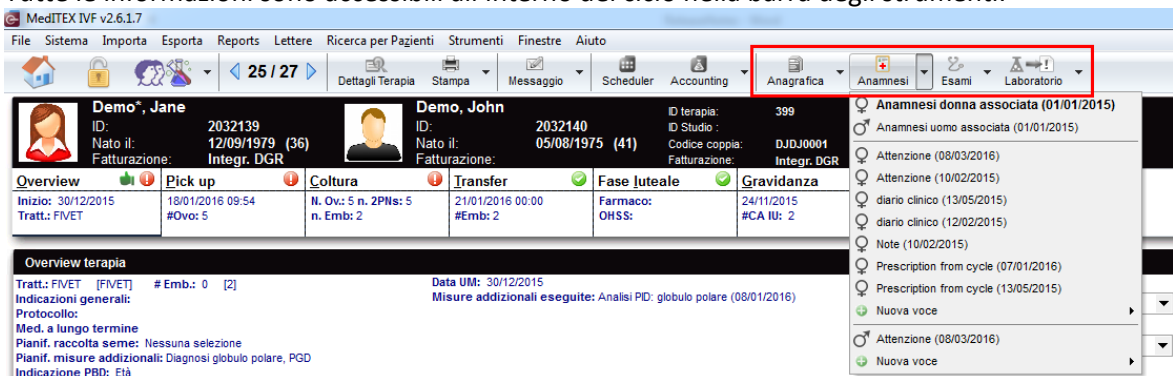 Tutte le informazioni sono accessibili all'interno del ciclo nella barra degli strumenti.
MedITEX IVF v2.6.1.7
File Sistema Importa Esporta Reports Lettere Ricerca per Pazienti Strumenti Finestre Aiuto
25 / 27 Dettagli Terapia Stampa Messaggio Scheduler Accounting Anagrafica Anamnesi Esami Laboratorio
Demo*, Jane
ID: 2032139
Nato il: 12/09/1979 (36)
Fatturazione: Integr. DGR
Demo, John
ID: 2032140
Nato il: 05/08/1975 (41)
Fatturazione:
ID terapia: 399
ID Studio :
Codice coppia: DJDJ0001
Fatturazione: Integr. DGR
Overview Pick up Coltura Transfer Fase luteale Gravidanza
Inizio: 30/12/2015 18/01/2016 09:54 N. Ov.: 5 n. 2PNs: 5 21/01/2016 00:00 Farmaco: 24/11/2015
Tratt.: FIVET #Ovo: 5 n. Emb: 2 #Emb: 2 OHSS: #CA IU: 2
Overview terapia
Tratt.: FIVET [FIVET] # Emb.: 0 [2]
Indicazioni generali:
Protocollo:
Med. a lungo termine
Pianif. raccolta seme: Nessuna selezione
Pianif. misure addizionali: Diagnosi globulo polare, PGD
Indicazione PBD: Età
Data UM: 30/12/2015
Misure addizionali eseguite: Analisi PID: globulo polare (08/01/2016)
Anamnesi donna associata (01/01/2015)
Anamnesi uomo associata (01/01/2015)
Attenzione (08/03/2016)
Attenzione (10/02/2015)
diario clinico (13/05/2015)
diario clinico (12/02/2015)
Note (10/02/2015)
Prescription from cycle (07/01/2016)
Prescription from cycle (13/05/2015)
Nuova voce
Attenzione (08/03/2016)
Nuova voce